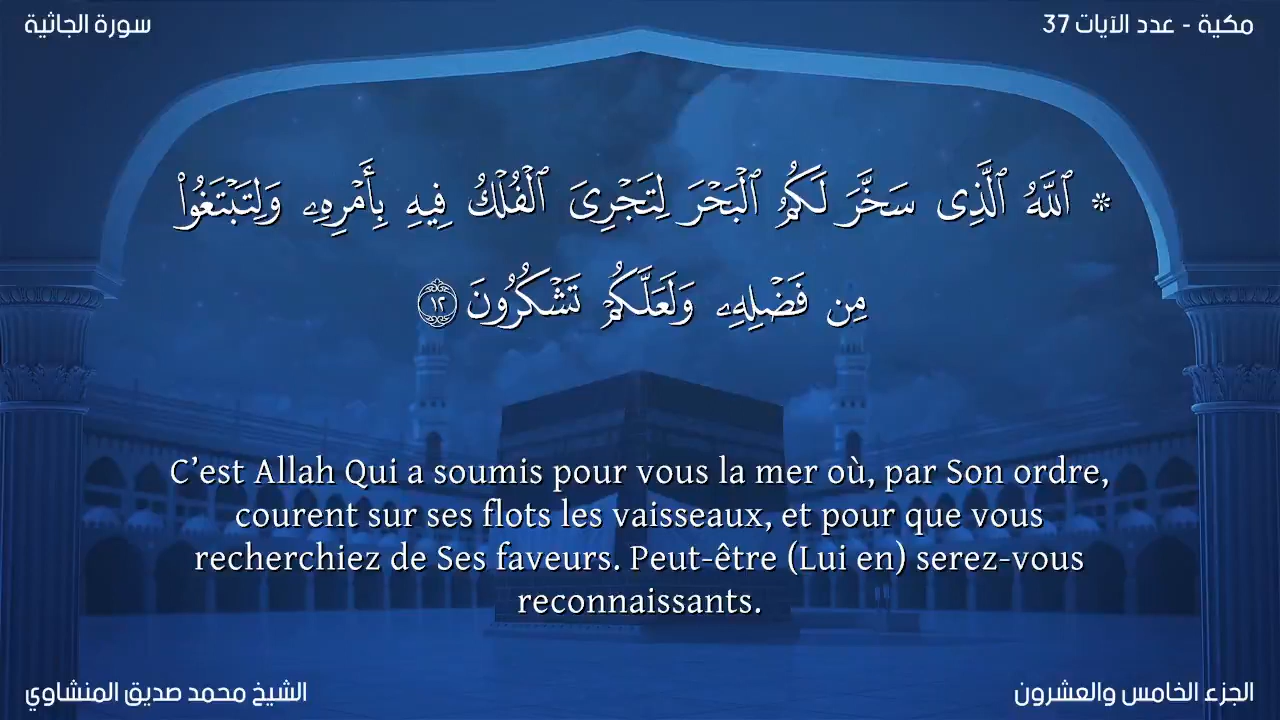 مكية - عدد الآيات 37
سورة الجاثية
۞ ٱللَّهُ ٱلَّذِى سَخَّرَ لَكُمُ ٱلْبَحْرَ لِتَجْرِىَ ٱلْفُلْكُ فِيهِ بِأَمْرِهِۦ وَلِتَبْتَغُوا۟
مِن فَضْلِهِۦ وَلَعَلَّكُمْ تَشْكُرُونَ ١٢
C’est Allah Qui a soumis pour vous la mer où, par Son ordre,
courent sur ses flots les vaisseaux, et pour que vous
recherchiez de Ses faveurs. Peut-être (Lui en) serez-vous
reconnaissants.
الجزء الخامس والعشرون
الشيخ محمد صديق المنشاوي